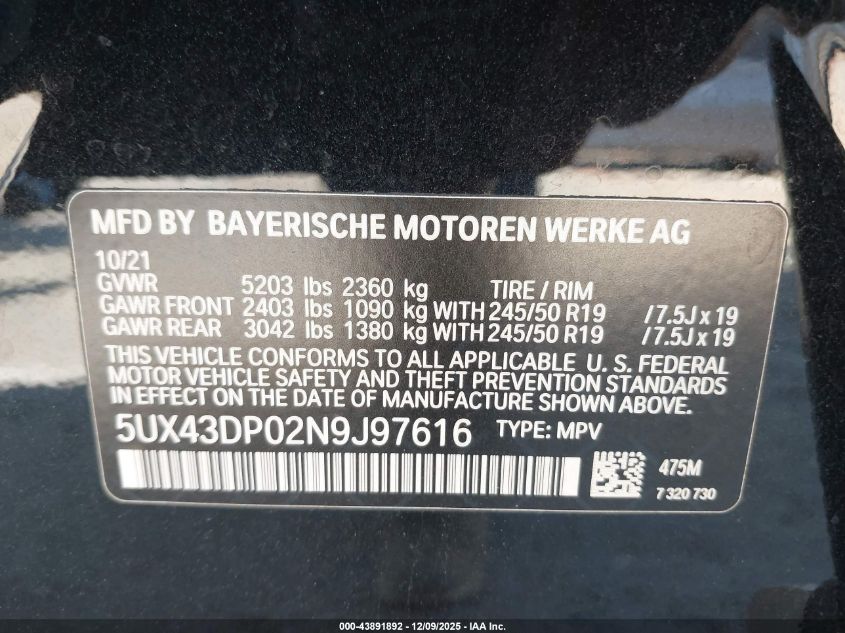 MFD BY BAYERISCHE MOTOREN WERKE AG
10/21
GVWR 5203 lbs 2360 kg TIRE / RIM
GAWR FRONT 2403 lbs 1090 kg WITH 245/50 R19 /7.5J x 19
GAWR REAR 3042 lbs 1380 kg WITH 245/50 R19 /7.5J x 19
THIS VEHICLE CONFORMS TO ALL APPLICABLE U. S. FEDERAL
MOTOR VEHICLE SAFETY AND THEFT PREVENTION STANDARDS
IN EFFECT ON THE DATE OF MANUFACTURE SHOWN ABOVE.
5UX43DP02N9J97616 TYPE: MPV
475M
7 320 730
000-43891892 | 12/09/2025 - IAA Inc.